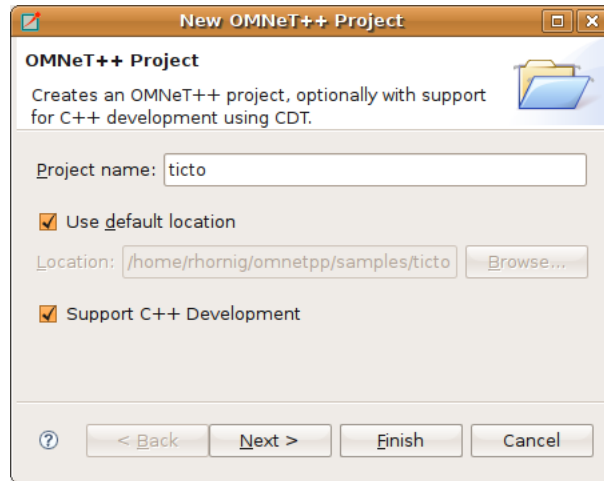 New OMNeT++ Project
OMNeT++ Project
Creates an OMNeT++ project, optionally with support
for C++ development using CDT.
Project name: ticto
Use default location
Location: /home/rhornig/omnetpp/samples/ticto Browse...
Support C++ Development
? < Back Next > Finish Cancel